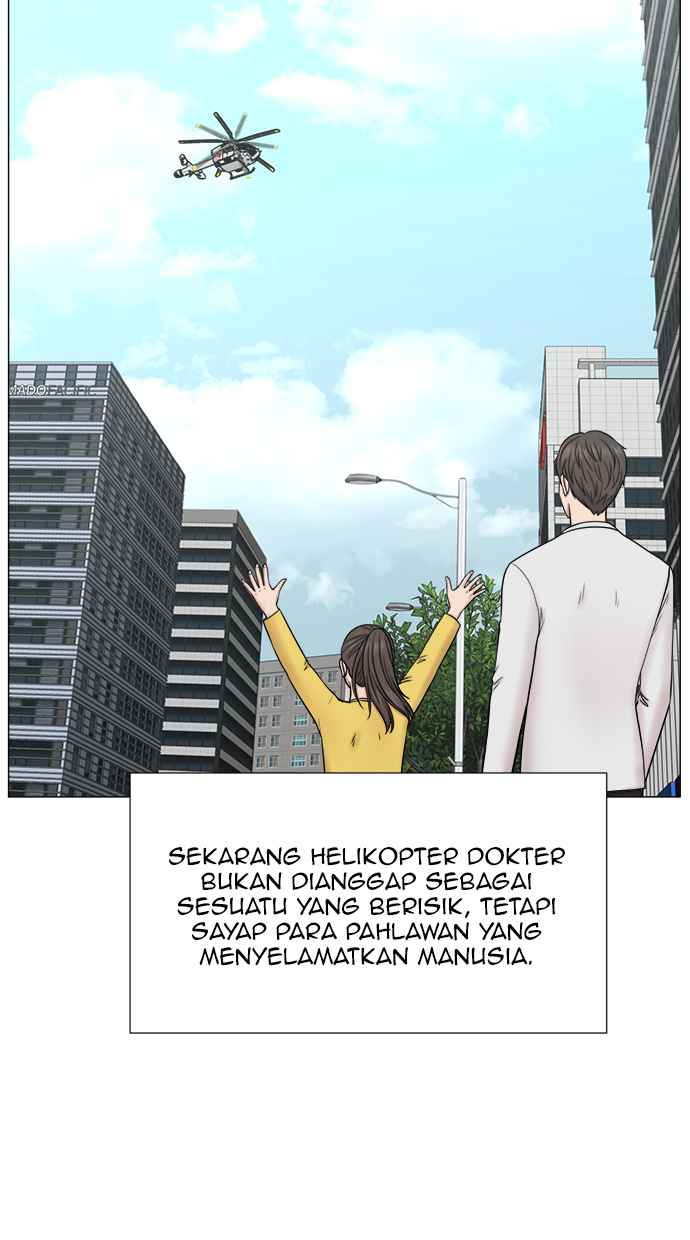 SEKARANG HELIKOPTER DOKTER
BUKAN DIANGGAP SEBAGAI
SESUATU YANG BERISIK, TETAPI
SAYAP PARA PAHLAWAN YANG
MENYELAMATKAN MANUSIA.